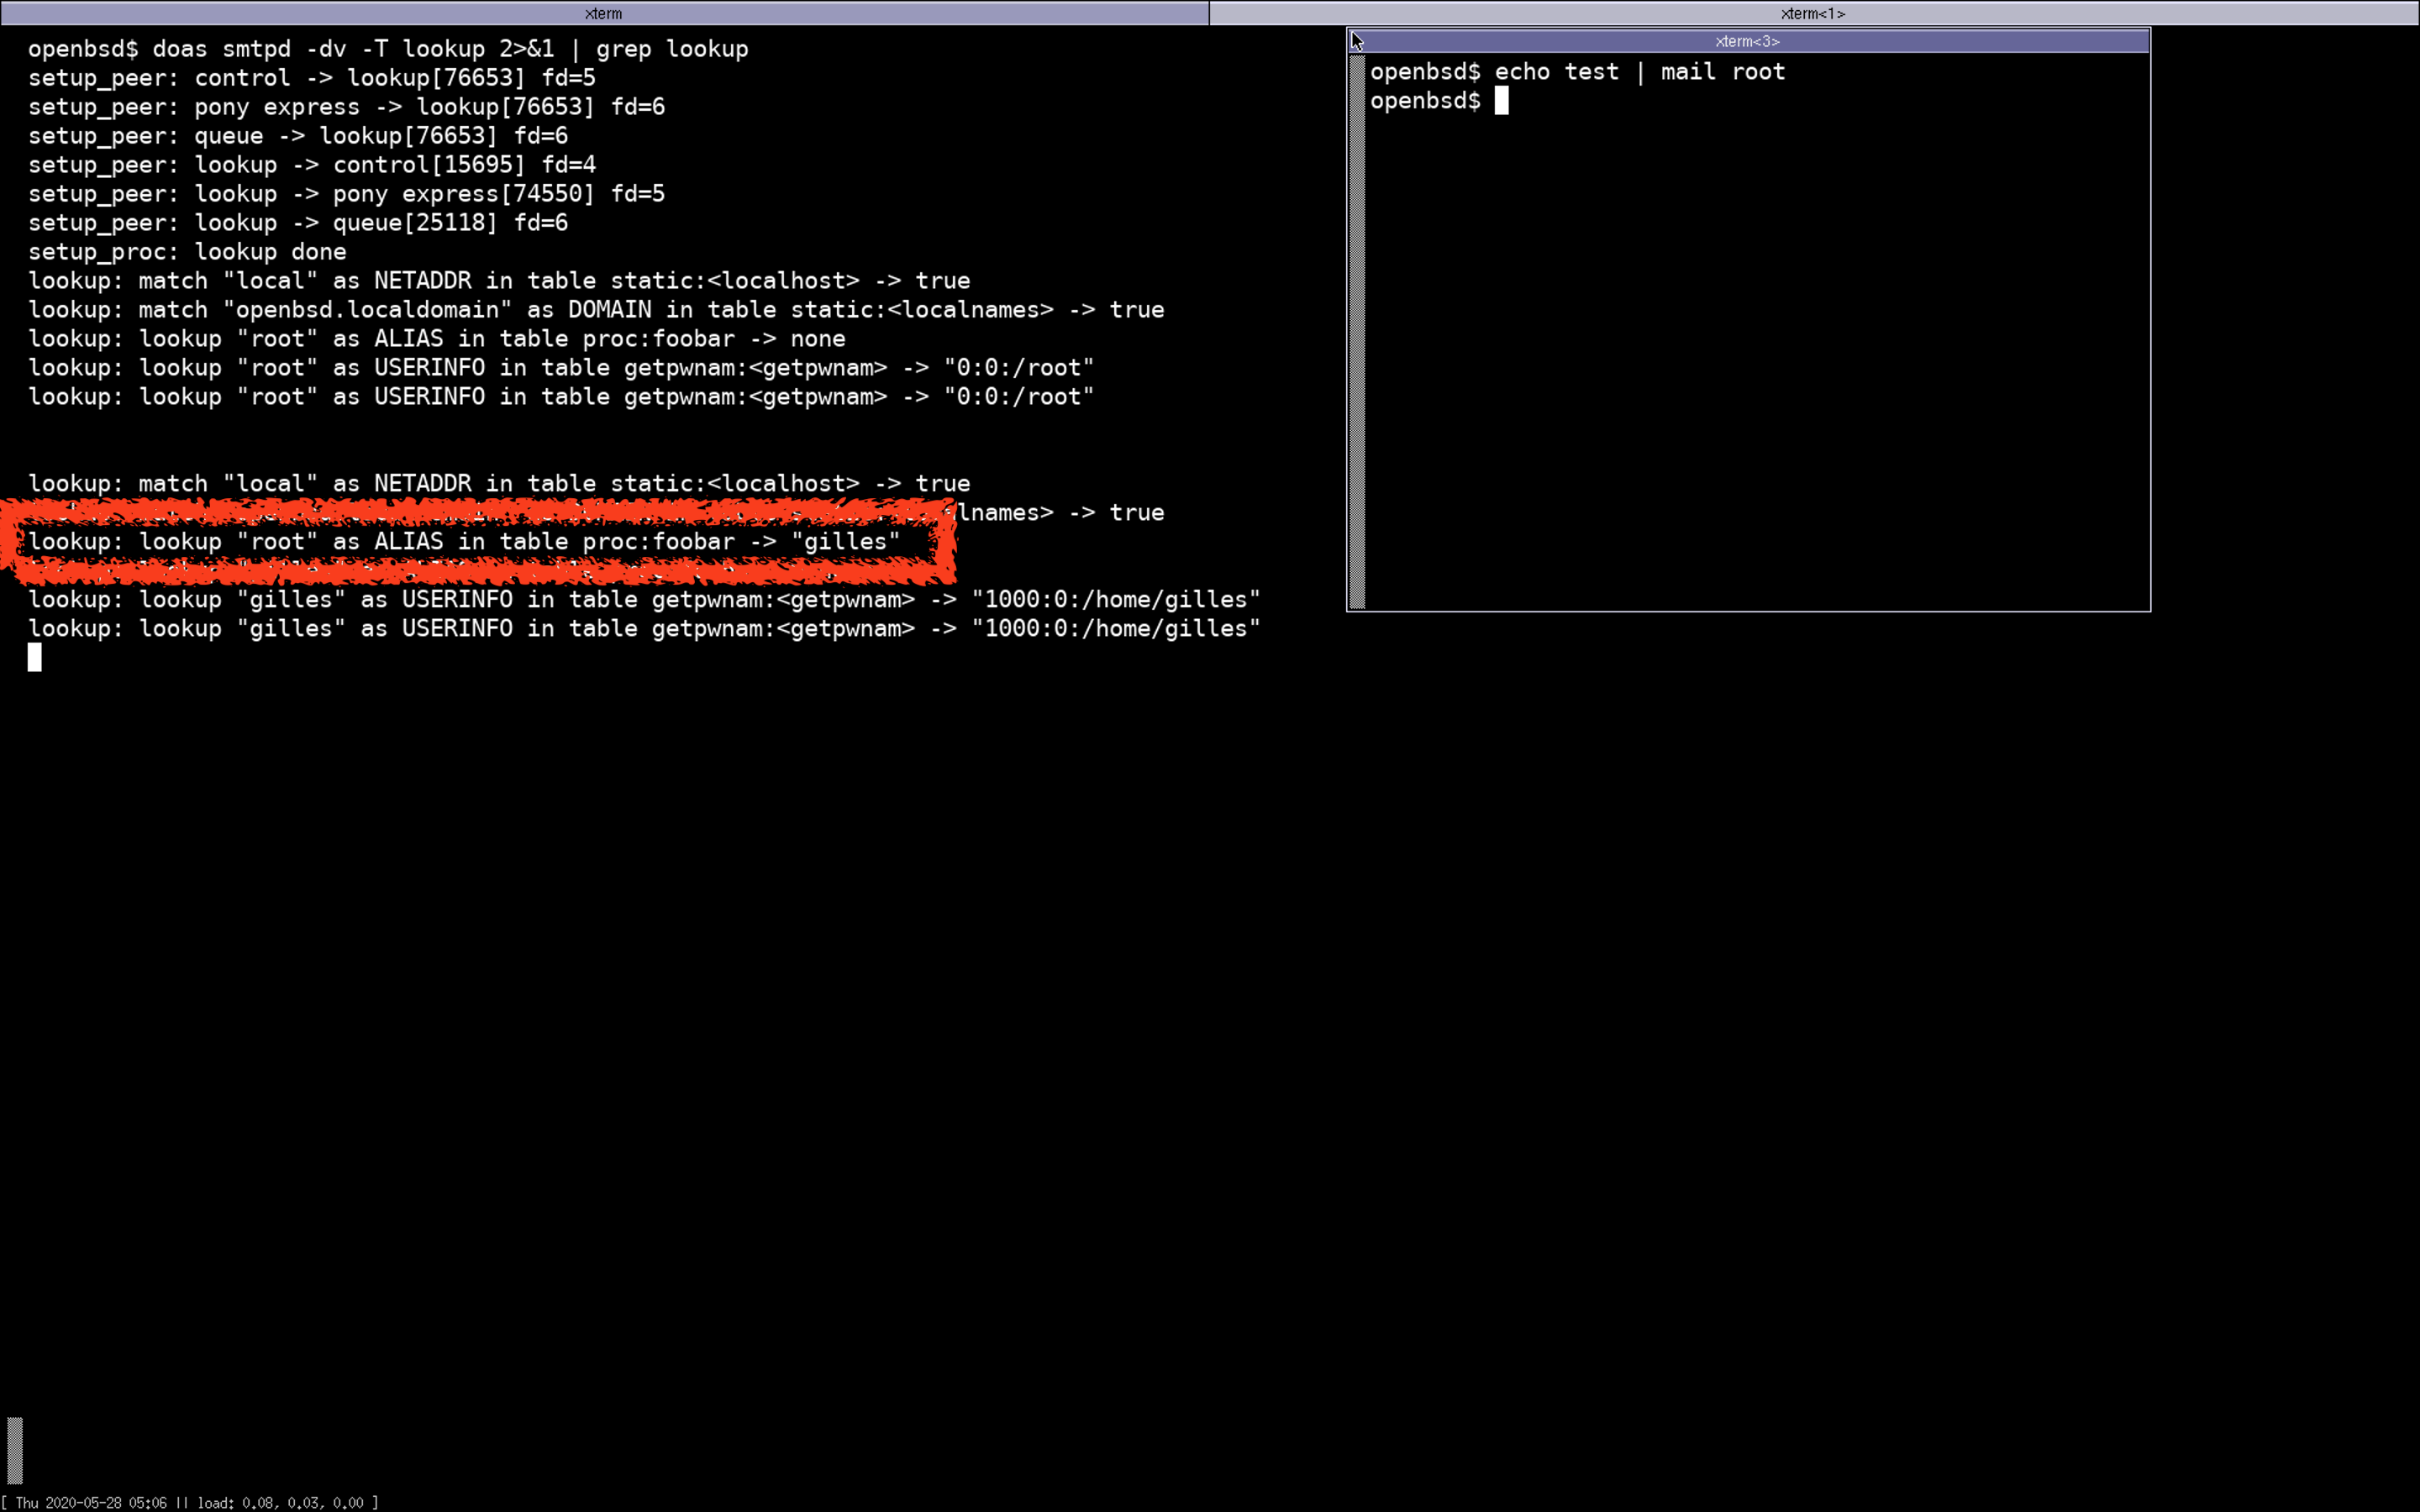 xterm
xterm<1>
openbsd$ doas smtpd -dv -T lookup 2>&1 | grep lookup
setup_peer: control -> lookup[76653] fd=5
setup_peer: pony express -> lookup[76653] fd=6
setup_peer: queue -> lookup[76653] fd=6
setup_peer: lookup -> control[15695] fd=4
setup_peer: lookup -> pony express[74550] fd=5
setup_peer: lookup -> queue[25118] fd=6
setup_proc: lookup done
lookup: match "local" as NETADDR in table static:<localhost> -> true
lookup: match "openbsd.localdomain" as DOMAIN in table static:<localnames> -> true
lookup: lookup "root" as ALIAS in table proc:foobar -> none
lookup: lookup "root" as USERINFO in table getpwnam:<getpwnam> -> "0:0:/root"
lookup: lookup "root" as USERINFO in table getpwnam:<getpwnam> -> "0:0:/root"
lookup: match "local" as NETADDR in table static:<localhost> -> true
lnames> -> true
lookup: lookup "root" as ALIAS in table proc:foobar -> "gilles"
lookup: lookup "gilles" as USERINFO in table getpwnam:<getpwnam> -> "1000:0:/home/gilles"
lookup: lookup "gilles" as USERINFO in table getpwnam:<getpwnam> -> "1000:0:/home/gilles"
xterm<3>
openbsd$ echo test | mail root
openbsd$
[ Thu 2020-05-28 05:06 || load: 0.08, 0.03, 0.00 ]